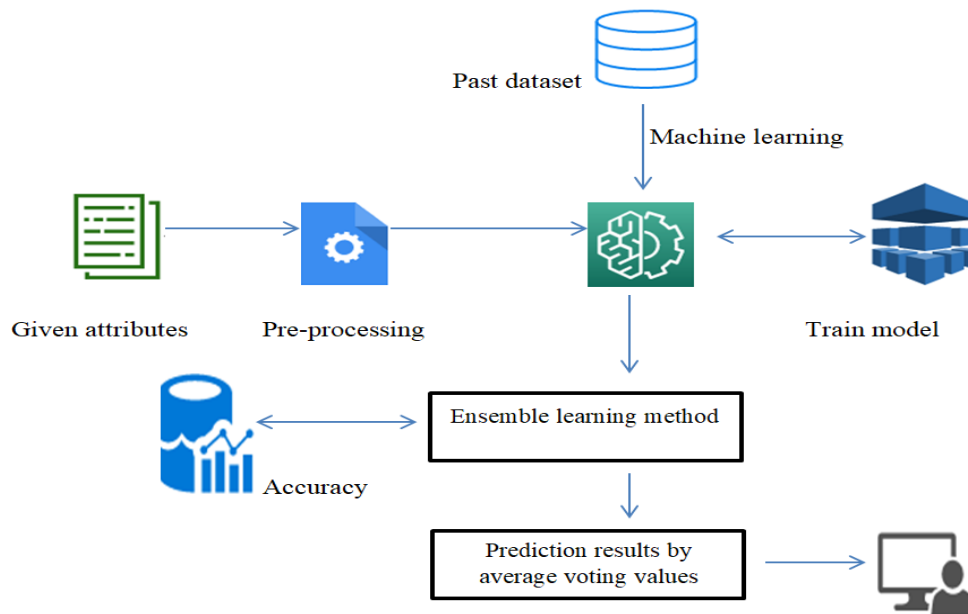 Past dataset
Machine learning
Given attributes
Pre-processing
Train model
Ensemble learning method
Accuracy
Prediction results by
average voting values